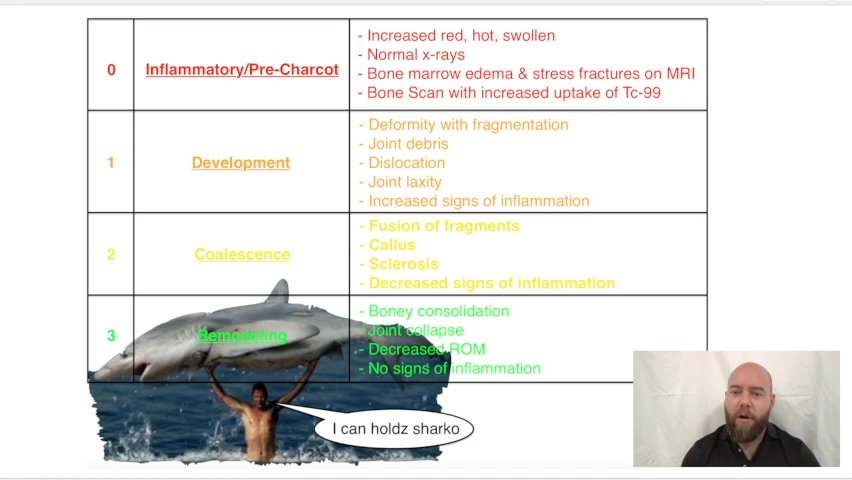 0
Inflammatory/Pre-Charcot
- Increased red, hot, swollen
- Normal x-rays
- Bone marrow edema & stress fractures on MRI
- Bone Scan with increased uptake of Tc-99
1
Development
- Deformity with fragmentation
- Joint debris
- Dislocation
- Joint laxity
- Increased signs of inflammation
2
Coalescence
- Fusion of fragments
- Callus
- Sclerosis
- Decreased signs of inflammation
3
Remodeling
- Boney consolidation
- Joint collapse
- Decreased ROM
- No signs of inflammation
I can holdz sharko